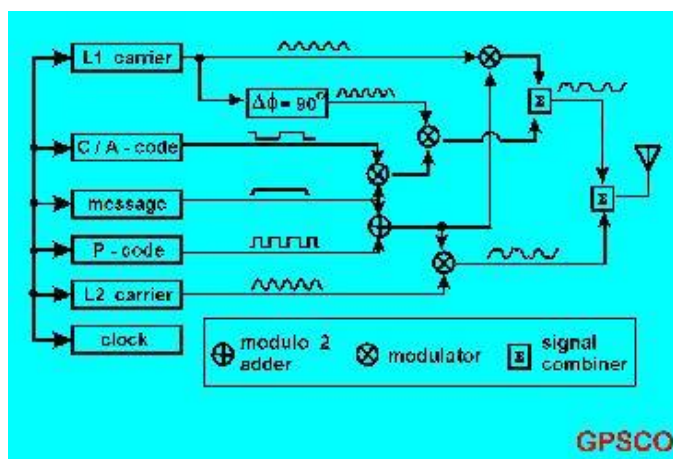 L1 carrier
Δϕ = 90°
C / A - code
message
P - code
L2 carrier
clock
Σ
Σ
modulo 2
adder
modulator
Σ
signal
combiner
GPSCO